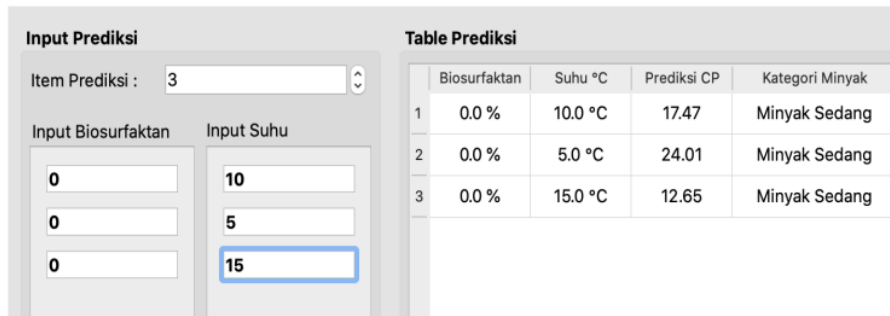 Input Prediksi
Item Prediksi : 3
Input Biosurfaktan Input Suhu
0 10
0 5
0 15
Table Prediksi
Biosurfaktan Suhu °C Prediksi CP Kategori Minyak
1 0.0 % 10.0 °C 17.47 Minyak Sedang
2 0.0 % 5.0 °C 24.01 Minyak Sedang
3 0.0 % 15.0 °C 12.65 Minyak Sedang